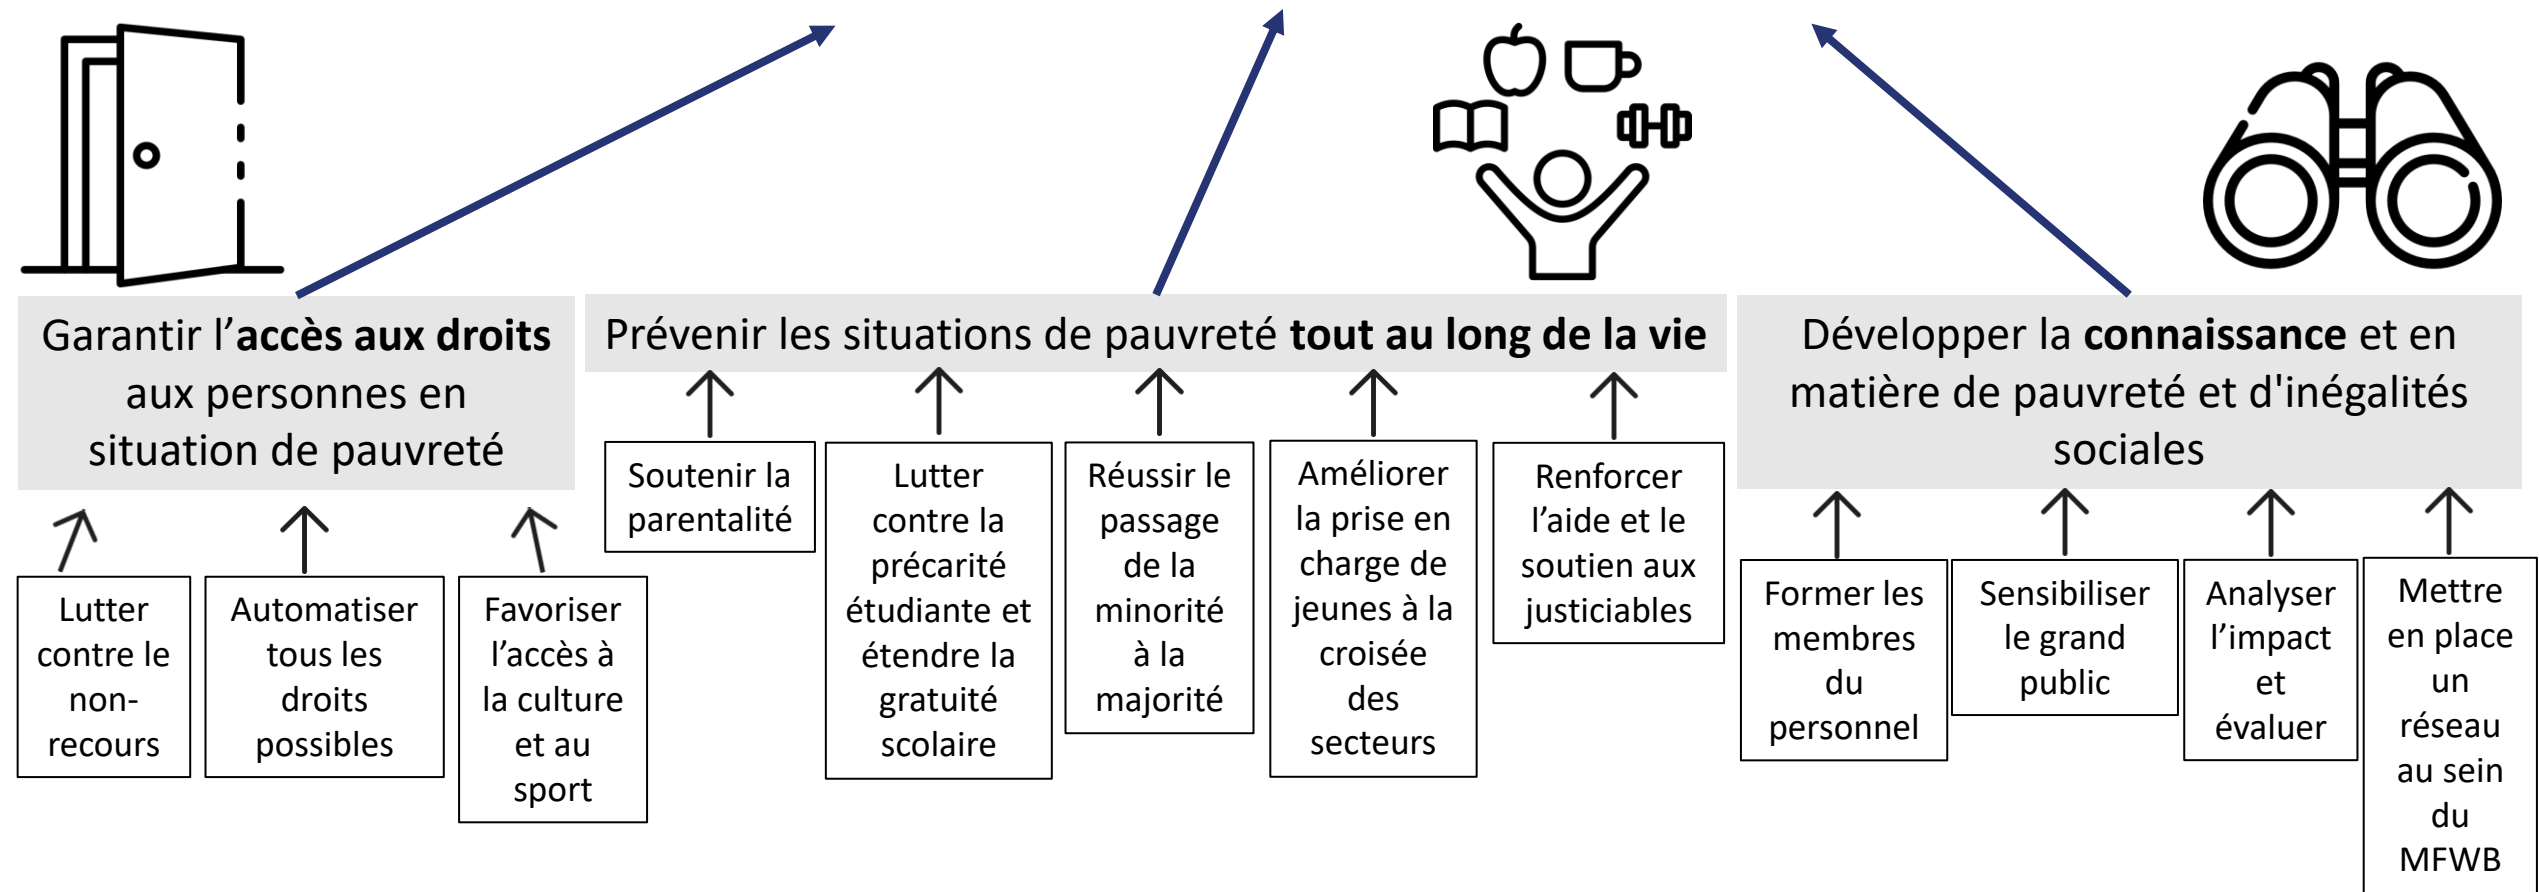 Garantir l’accès aux droits
aux personnes en
situation de pauvreté
Prévenir les situations de pauvreté tout au long de la vie
Développer la connaissance et en
matière de pauvreté et d'inégalités
sociales
Lutter
contre le
non-
recours
Automatiser
tous les
droits
possibles
Favoriser
l’accès à
la culture
et au
sport
Soutenir la
parentalité
Lutter
contre la
précarité
étudiante et
étendre la
gratuité
scolaire
Réussir le
passage
de la
minorité
à la
majorité
Améliorer
la prise en
charge de
jeunes à la
croisée
des
secteurs
Renforcer
l’aide et le
soutien aux
justiciables
Former les
membres
du
personnel
Sensibiliser
le grand
public
Analyser
l’impact
et
évaluer
Mettre
en place
un
réseau
au sein
du
MFWB